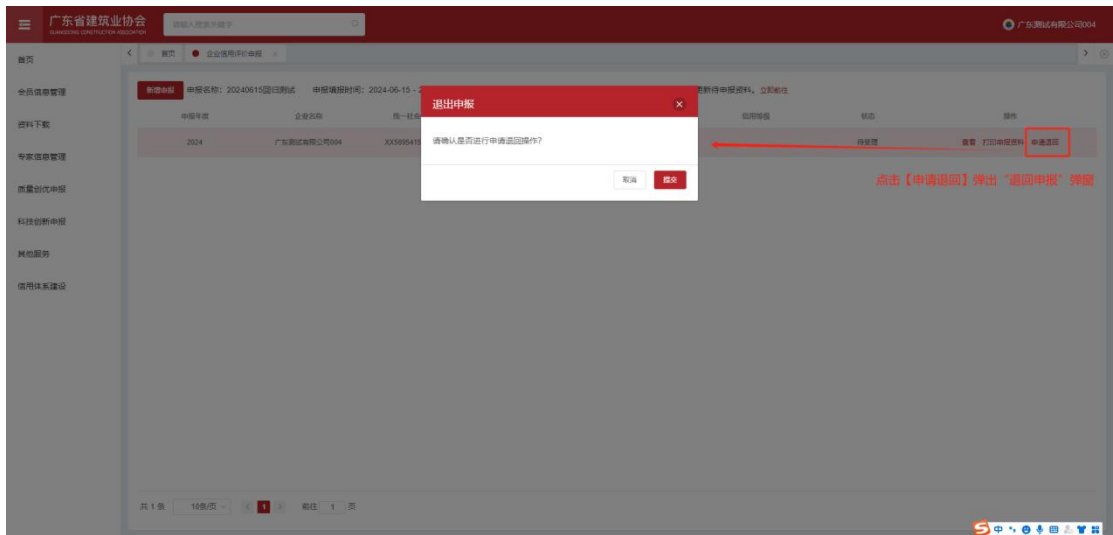 广东省建筑业协会
GUANGDONG CONSTRUCTION ASSOCIATION
请输入搜索关键字
广东测试有限公司004
首页
会员信息管理
资料下载
专家信息管理
质量创优申报
科技创新申报
其他服务
信用体系建设
首页
企业信用评价申报
新增申报 申报名称：20240615回归测试 申报填报时间：2024-06-15 - 2
更新待申报资料。立即前往
申报年度 企业名称 统一社会 信用等级 状态 操作
2024 广东测试有限公司004 XX5895415 待受理 查看 打印申报资料 申请退回
退出申报
请确认是否进行申请退回操作？
取消 提交
点击【申请退回】弹出“退回申报”弹窗
共 1 条 10条/页 1 前往 1 页
中